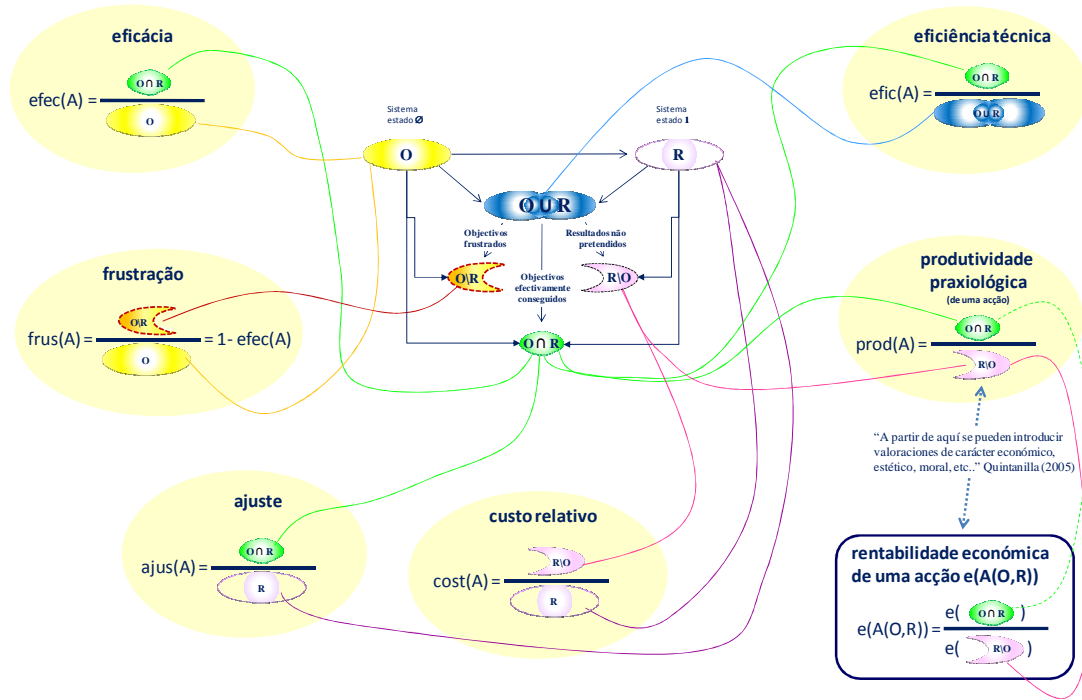 eficácia
efec(A) =
O∩R
O
eficiência técnica
efic(A) =
O∩R
O∪R
Sistema
estado Ø
Sistema
estado 1
O
R
O∪R
Objectivos
frustrados
Resultados não
pretendidos
O\R
Objectivos
efectivamente
conseguidos
R\O
O∩R
frustração
frus(A) =
O\R
O
= 1- efec(A)
produtividade
praxiológica
(de uma acção)
prod(A) =
O∩R
R\O
“A partir de aquí se pueden introducir
valoraciones de carácter económico,
estético, moral, etc..” Quintanilla (2005)
ajuste
ajus(A) =
O∩R
R
custo relativo
cost(A) =
R\O
R
rentabilidade económica
de uma acção e(A(O,R))
e(A(O,R)) =
e( O∩R )
e( R\O )